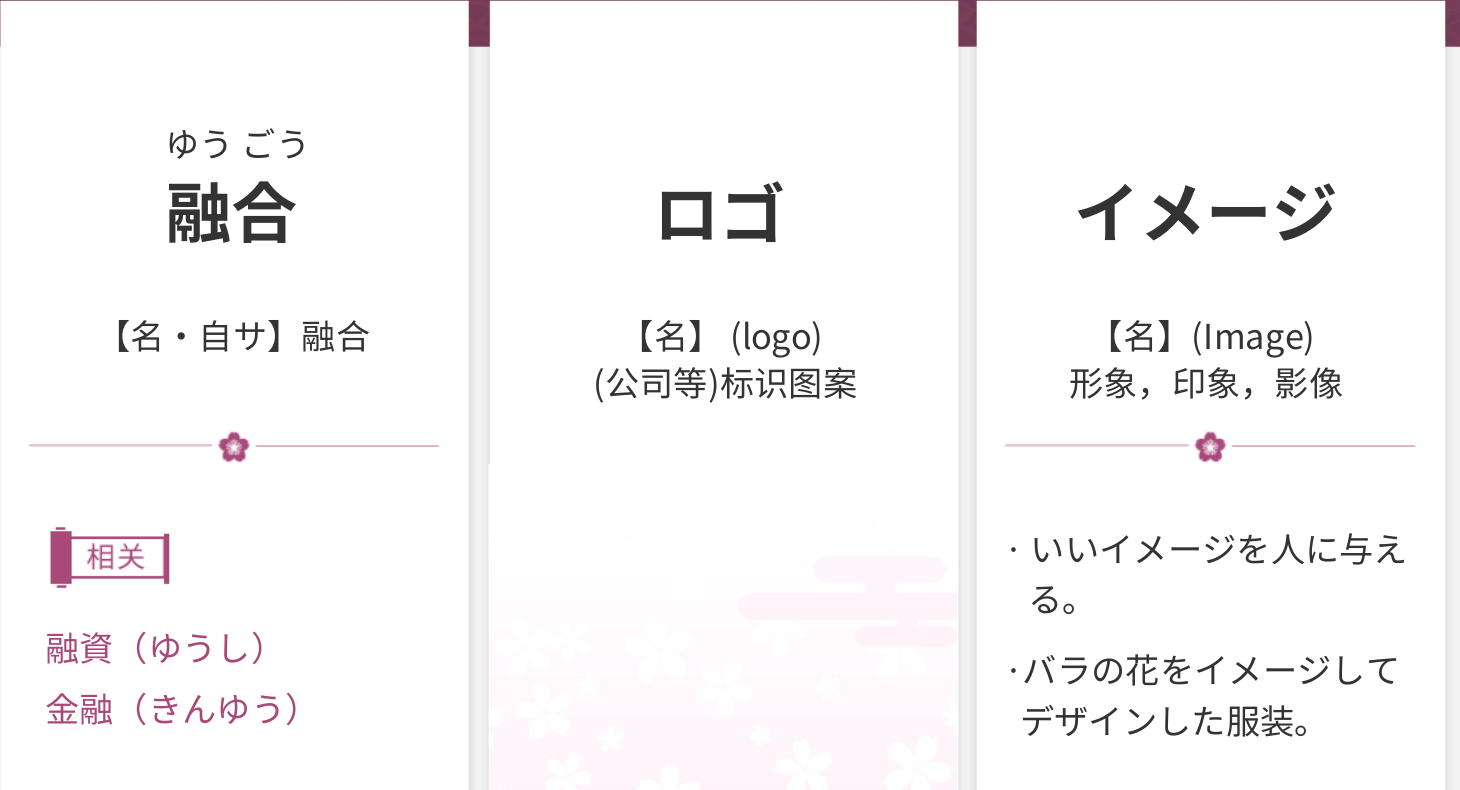 ゆう ごう
融合
【名・自サ】融合
相关
融資（ゆうし）
金融（きんゆう）
ロゴ
【名】 (logo)
(公司等)标识图案
イメージ
【名】(Image)
形象，印象，影像
· いいイメージを人に与え
る。
·バラの花をイメージして
デザインした服装。